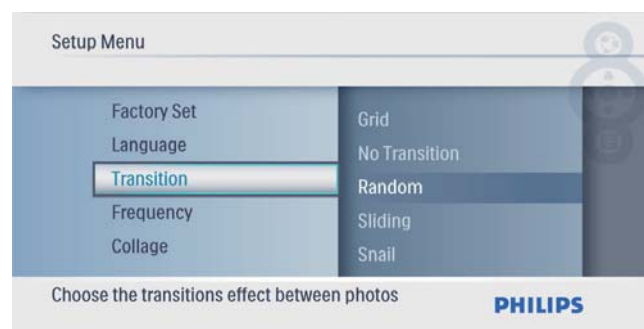 Setup Menu
Factory Set
Language
Transition
Frequency
Collage
Grid
No Transition
Random
Sliding
Snail
Choose the transitions effect between photos
PHILIPS